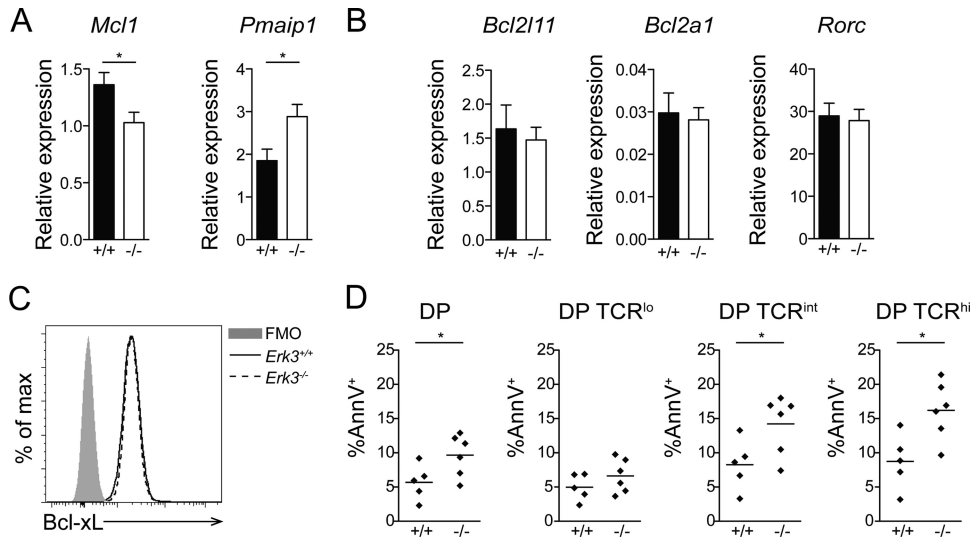 A
Mcl1
Pmaip1
B
Bcl2l11
Bcl2a1
Rorc
Relative expression
1.5
1.0
0.5
0.0
*
+/+ -/-
Relative expression
4
3
2
1
0
*
+/+ -/-
Relative expression
2.5
2.0
1.5
1.0
0.5
0.0
+/+ -/-
Relative expression
0.04
0.03
0.02
0.01
0.00
+/+ -/-
Relative expression
40
30
20
10
0
+/+ -/-
C
% of max
Bcl-xL
FMO
Erk3+/+
Erk3-/-
D
DP
DP TCRlo
DP TCRint
DP TCRhi
%AnnV+
25
20
15
10
5
0
*
+/+ -/-
%AnnV+
25
20
15
10
5
0
+/+ -/-
%AnnV+
25
20
15
10
5
0
*
+/+ -/-
%AnnV+
25
20
15
10
5
0
*
+/+ -/-